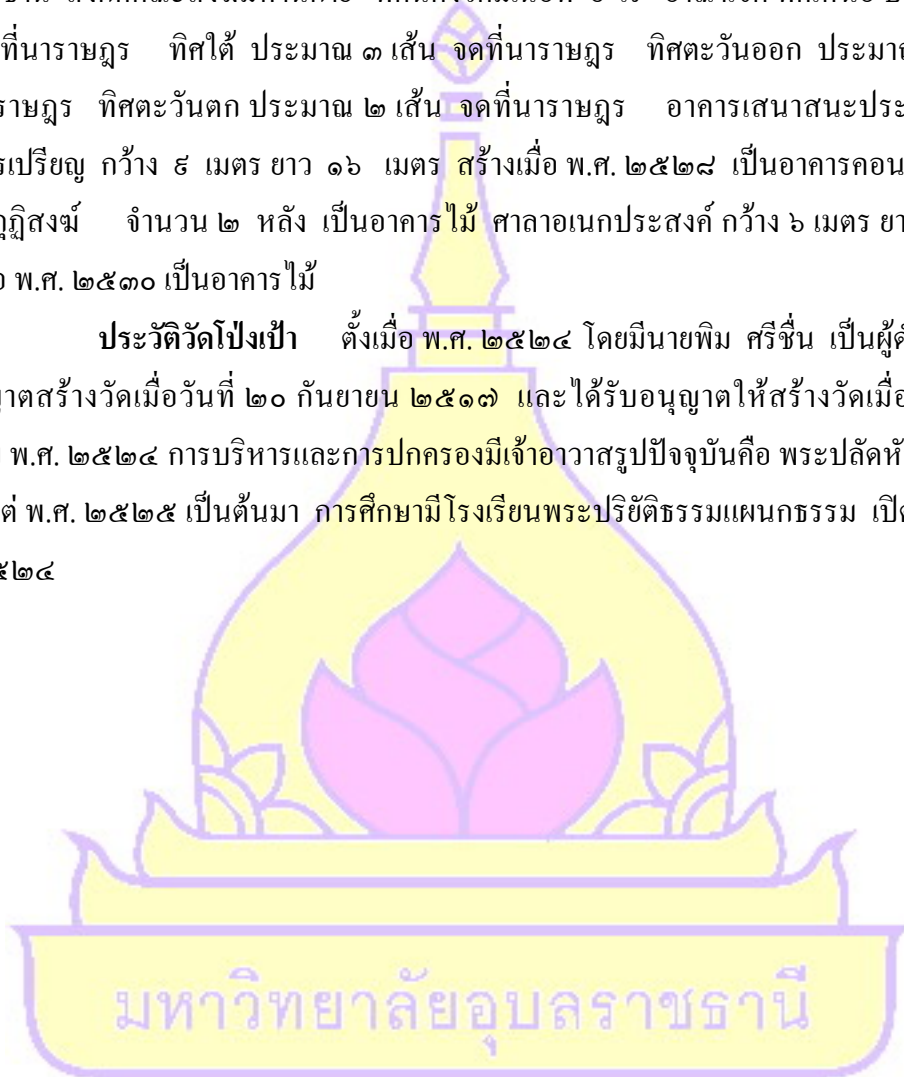 ที่นาราษฎร ทิศใต้ ประมาณ ๓ เส้น จดที่นาราษฎร ทิศตะวันออก ประมาณ
ราษฎร ทิศตะวันตก ประมาณ ๒ เส้น จดที่นาราษฎร อาคารเสนาสนะประ
รเปรียญ กว้าง ๙ เมตร ยาว ๑๖ เมตร สร้างเมื่อ พ.ศ. ๒๕๒๘ เป็นอาคารคอน
กุฏิสงฆ์ จำนวน ๒ หลัง เป็นอาคารไม้ ศาลาอเนกประสงค์ กว้าง ๖ เมตร ยา
อ พ.ศ. ๒๕๓๐ เป็นอาคารไม้
ประวัติวัดโป่งเป้า ตั้งเมื่อ พ.ศ. ๒๕๒๔ โดยมีนายพิม ศรีชื่น เป็นผู้ดํ
ญาตสร้างวัดเมื่อวันที่ ๒๐ กันยายน ๒๕๑๗ และได้รับอนุญาตให้สร้างวัดเมื่อ
พ.ศ. ๒๕๒๔ การบริหารและการปกครองมีเจ้าอาวาสรูปปัจจุบันคือ พระปลัดหั
ต่ พ.ศ. ๒๕๒๕ เป็นต้นมา การศึกษามีโรงเรียนพระปริยัติธรรมแผนกธรรม เปิด
๕๒๔
มหาวิทยาลัยอุบลราชธานี